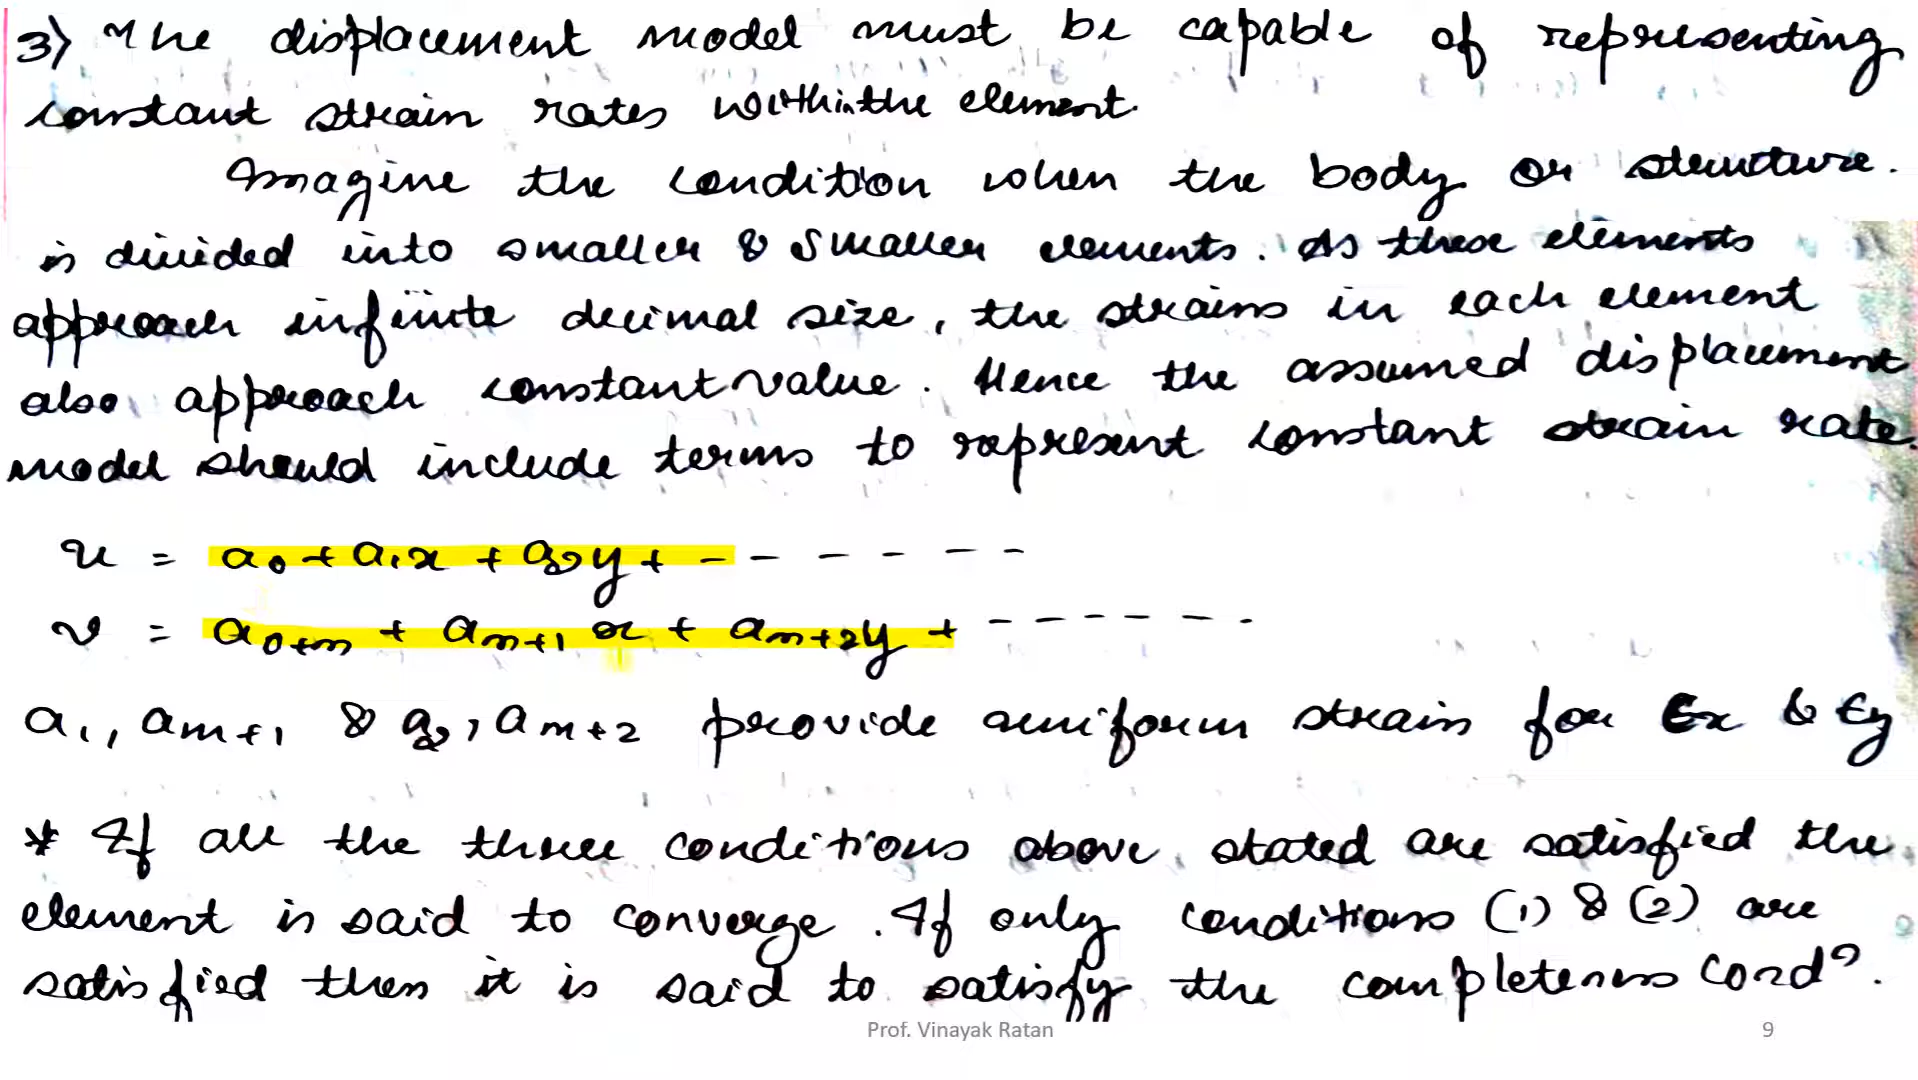 3) The displacement model must be capable of representing
constant strain rates within the element.
Imagine the condition when the body or structure.
is divided into smaller & smaller elements. As these elements
approach infinite decimal size, the strains in each element
also approach constant value. Hence the assumed displacement
model should include terms to represent constant strain rate.
u = a₀ + a₁x + a₂y + - - - - - -
v = a₀₊ₘ + aₘ₊₁ x + aₘ₊₂y + - - - - - - -
a₁, aₘ₊₁ & a₂, aₘ₊₂ provide uniform strain for Ex & Ey
* If all the three conditions above stated are satisfied the
element is said to converge. If only conditions (1) & (2) are
satisfied then it is said to satisfy the completeness condⁿ.
Prof. Vinayak Ratan
9